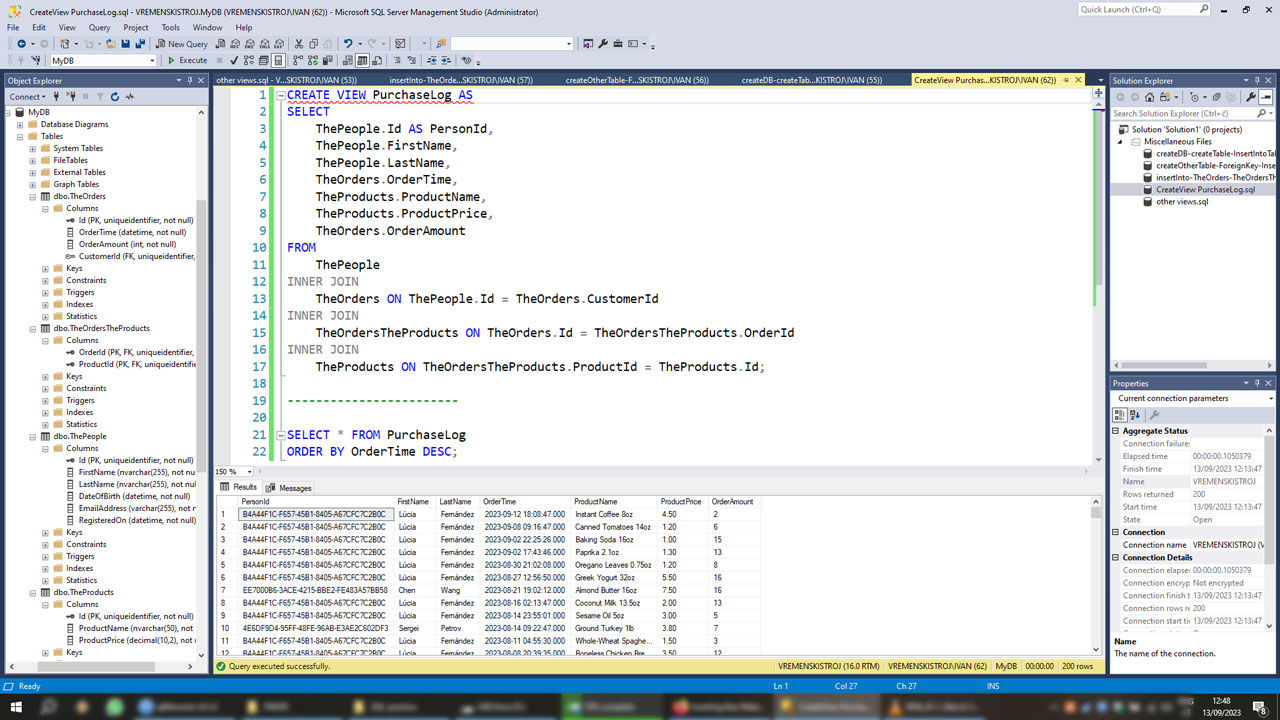 CreateView PurchaseLog.sql - VREMENSKISTROJ.MyDB (VREMENSKISTROJ\IVAN (62)) - Microsoft SQL Server Management Studio (Administrator)
Quick Launch (Ctrl+Q)
File Edit View Query Project Tools Window Help
New Query
MyDB Execute
Object Explorer
Connect
MyDB
Database Diagrams
Tables
System Tables
FileTables
External Tables
Graph Tables
dbo.TheOrders
Columns
Id (PK, uniqueidentifier, not null)
OrderTime (datetime, not null)
OrderAmount (int, not null)
CustomerId (FK, uniqueidentifier,
Keys
Constraints
Triggers
Indexes
Statistics
dbo.TheOrdersTheProducts
Columns
OrderId (PK, FK, uniqueidentifier,
ProductId (PK, FK, uniqueidentifie
Keys
Constraints
Triggers
Indexes
Statistics
dbo.ThePeople
Columns
Id (PK, uniqueidentifier, not null)
FirstName (nvarchar(255), not nu
LastName (nvarchar(255), not nu
DateOfBirth (datetime, not null)
EmailAddress (varchar(255), not
RegisteredOn (datetime, not null)
Keys
Constraints
Triggers
Indexes
Statistics
dbo.TheProducts
Columns
Id (PK, uniqueidentifier, not null)
ProductName (nvarchar(50), not
ProductPrice (decimal(10,2), not
Keys
other views.sql - V...SKISTROJ\IVAN (53)) insertInto-TheOrde...SKISTROJ\IVAN (57)) createOtherTable-F...SKISTROJ\IVAN (56)) createDB-createTab...KISTROJ\IVAN (55)) CreateView Purchas...KISTROJ\IVAN (62))
1 CREATE VIEW PurchaseLog AS
2 SELECT
3 ThePeople.Id AS PersonId,
4 ThePeople.FirstName,
5 ThePeople.LastName,
6 TheOrders.OrderTime,
7 TheProducts.ProductName,
8 TheProducts.ProductPrice,
9 TheOrders.OrderAmount
10 FROM
11 ThePeople
12 INNER JOIN
13 TheOrders ON ThePeople.Id = TheOrders.CustomerId
14 INNER JOIN
15 TheOrdersTheProducts ON TheOrders.Id = TheOrdersTheProducts.OrderId
16 INNER JOIN
17 TheProducts ON TheOrdersTheProducts.ProductId = TheProducts.Id;
18
19 ------------------------
20
21 SELECT * FROM PurchaseLog
22 ORDER BY OrderTime DESC;
150 %
Results Messages
PersonId FirstName LastName OrderTime ProductName ProductPrice OrderAmount
1 B4A44F1C-F657-45B1-8405-A67CFC7C2B0C Lúcia Fernández 2023-09-12 18:08:47.000 Instant Coffee 8oz 4.50 2
2 B4A44F1C-F657-45B1-8405-A67CFC7C2B0C Lúcia Fernández 2023-09-08 09:16:47.000 Canned Tomatoes 14oz 1.20 6
3 B4A44F1C-F657-45B1-8405-A67CFC7C2B0C Lúcia Fernández 2023-09-02 22:25:26.000 Baking Soda 16oz 1.00 15
4 B4A44F1C-F657-45B1-8405-A67CFC7C2B0C Lúcia Fernández 2023-09-02 17:43:46.000 Paprika 2.1oz 1.30 13
5 B4A44F1C-F657-45B1-8405-A67CFC7C2B0C Lúcia Fernández 2023-08-30 21:02:08.000 Oregano Leaves 0.75oz 1.20 8
6 B4A44F1C-F657-45B1-8405-A67CFC7C2B0C Lúcia Fernández 2023-08-27 12:56:50.000 Greek Yogurt 32oz 5.50 16
7 EE7000B6-3ACE-4215-BBE2-FE483A57BB58 Chen Wang 2023-08-21 19:02:12.000 Almond Butter 16oz 7.50 16
8 B4A44F1C-F657-45B1-8405-A67CFC7C2B0C Lúcia Fernández 2023-08-16 02:13:47.000 Coconut Milk 13.5oz 2.00 13
9 B4A44F1C-F657-45B1-8405-A67CFC7C2B0C Lúcia Fernández 2023-08-14 23:55:01.000 Sesame Oil 5oz 3.00 5
10 4E6DF9D4-95FF-48FE-96AB-E3AE2C602DF3 Sergei Petrov 2023-08-14 09:22:47.000 Ground Turkey 1lb 3.80 7
11 B4A44F1C-F657-45B1-8405-A67CFC7C2B0C Lúcia Fernández 2023-08-11 04:55:30.000 Whole-Wheat Spaghe... 1.50 3
12 B4A44F1C-F657-45B1-8405-A67CFC7C2B0C Lúcia Fernández 2023-08-08 20:39:35.000 Boneless Chicken Bre... 3.80 12
Query executed successfully. VREMENSKISTROJ (16.0 RTM) VREMENSKISTROJ\IVAN (62) MyDB 00:00:00 200 rows
Solution Explorer
Search Solution Explorer (Ctrl+č)
Solution 'Solution1' (0 projects)
Miscellaneous Files
createDB-createTable-InsertIntoTa
createOtherTable-ForeignKey-Inse
insertInto-TheOrders-TheOrdersTh
CreateView PurchaseLog.sql
other views.sql
Properties
Current connection parameters
Aggregate Status
Connection failure:
Elapsed time 00:00:00.1050379
Finish time 13/09/2023 12:13:47
Name VREMENSKISTROJ
Rows returned 200
Start time 13/09/2023 12:13:47
State Open
Connection
Connection name VREMENSKISTROJ (V
Connection Details
Connection elapse 00:00:00.1050379
Connection encryp Not encrypted
Connection finish t 13/09/2023 12:13:47
Connection rows re 200
Connection start tir 13/09/2023 12:13:47
Name
The name of the connection.
Ready Ln 1 Col 27 Ch 27 INS
12:48
13/09/2023
8